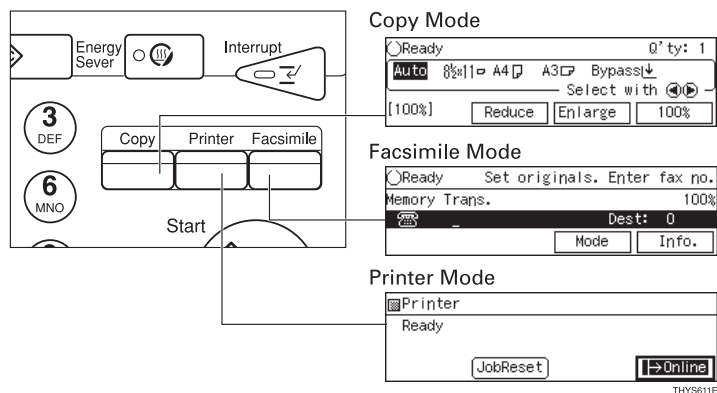 Energy
Sever
Interrupt
3
DEF
6
MNO
Copy Printer Facsimile
Start
Copy Mode
Ready Q'ty: 1
Auto 8½x11 A4 A3 Bypass
Select with
[100%] Reduce Enlarge 100%
Facsimile Mode
Ready Set originals. Enter fax no.
Memory Trans. 100%
_ Dest: 0
Mode Info.
Printer Mode
Printer
Ready
JobReset →Online
THYS611E